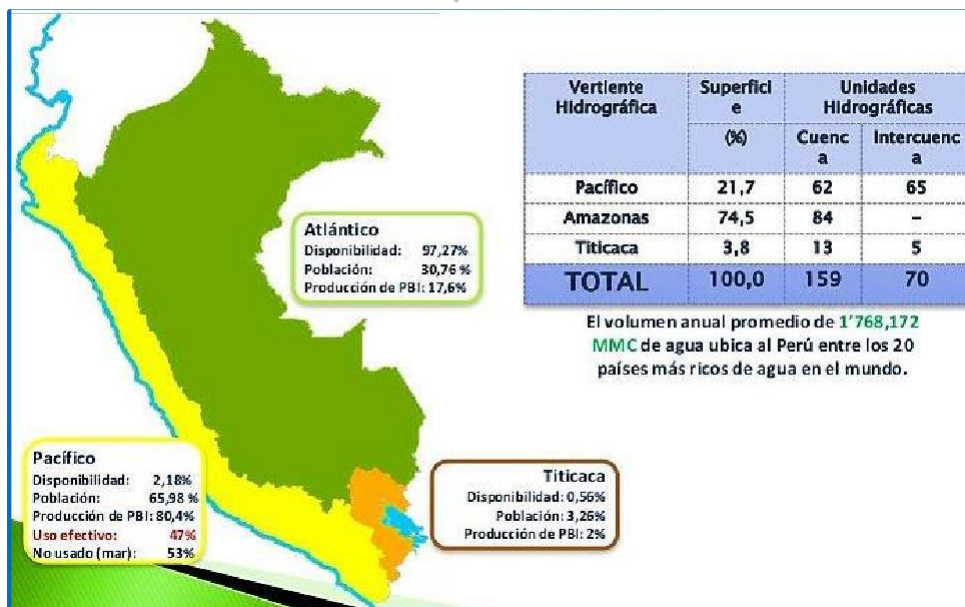 Vertiente Hidrográfica Superficie (%) Unidades Hidrográficas
Cuenca Intercuenca
Pacífico 21,7 62 65
Amazonas 74,5 84 –
Titicaca 3,8 13 5
TOTAL 100,0 159 70
El volumen anual promedio de 1'768,172
MMC de agua ubica al Perú entre los 20
países más ricos de agua en el mundo.
Atlántico
Disponibilidad: 97,27%
Población: 30,76 %
Producción de PBI: 17,6%
Pacífico
Disponibilidad: 2,18%
Población: 65,98 %
Producción de PBI: 80,4%
Uso efectivo: 47%
No usado (mar): 53%
Titicaca
Disponibilidad: 0,56%
Población: 3,26%
Producción de PBI: 2%